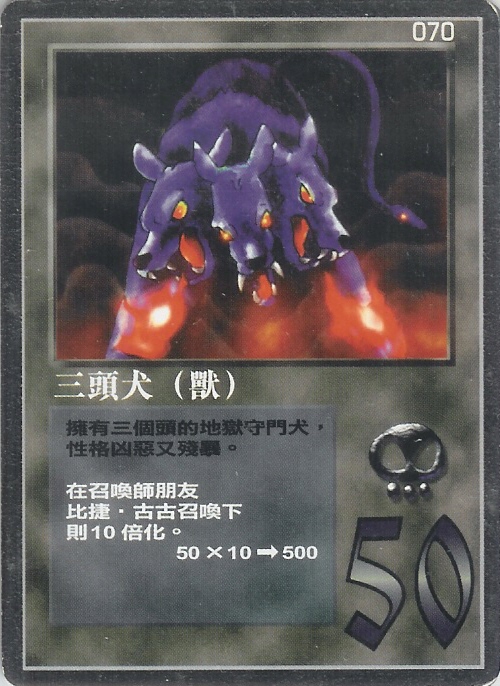 070
三頭犬（獸）
擁有三個頭的地獄守門犬，
性格凶惡又殘暴。
在召喚師朋友
比捷·古古召喚下
則10倍化。
50×10➡500
50